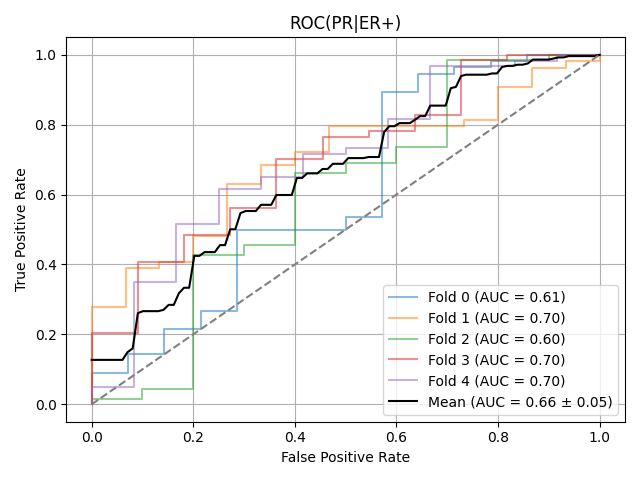 ROC(PR|ER+)
True Positive Rate
1.0
0.8
0.6
0.4
0.2
0.0
Fold 0 (AUC = 0.61)
Fold 1 (AUC = 0.70)
Fold 2 (AUC = 0.60)
Fold 3 (AUC = 0.70)
Fold 4 (AUC = 0.70)
Mean (AUC = 0.66 ± 0.05)
0.0 0.2 0.4 0.6 0.8 1.0
False Positive Rate